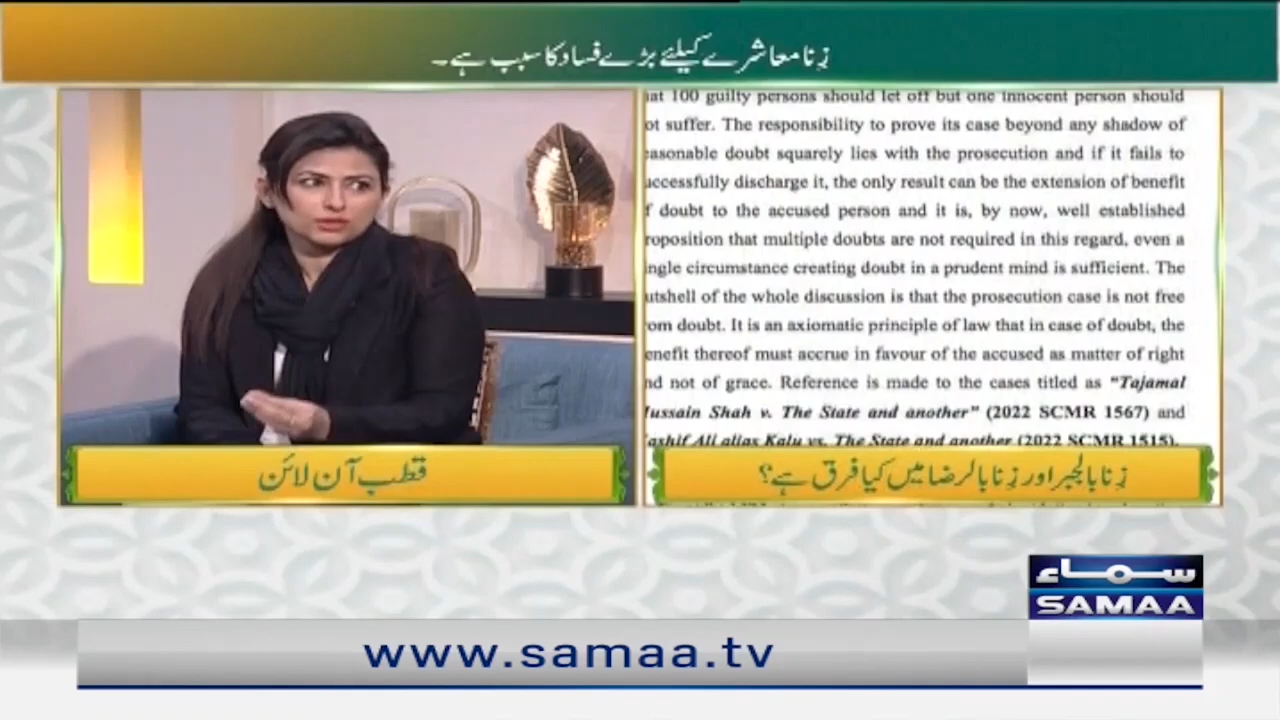 زِنا معاشرے کیلئے بڑے فساد کا سبب ہے۔
at 100 guilty persons should let off but one innocent person should
ot suffer. The responsibility to prove its case beyond any shadow of
easonable doubt squarely lies with the prosecution and if it fails to
uccessfully discharge it, the only result can be the extension of benefit
f doubt to the accused person and it is, by now, well established
roposition that multiple doubts are not required in this regard, even a
ingle circumstance creating doubt in a prudent mind is sufficient. The
utshell of the whole discussion is that the prosecution case is not free
om doubt. It is an axiomatic principle of law that in case of doubt, the
enefit thereof must accrue in favour of the accused as matter of right
nd not of grace. Reference is made to the cases titled as "Tajamal
Hussain Shah v. The State and another" (2022 SCMR 1567) and
ashif Ali alias Kalu vs. The State and another (2022 SCMR 1515).
قطب آن لائن
زِنا بالجبر اور زِنا بالرضا میں کیا فرق ہے؟
سماء
SAMAA
www.samaa.tv